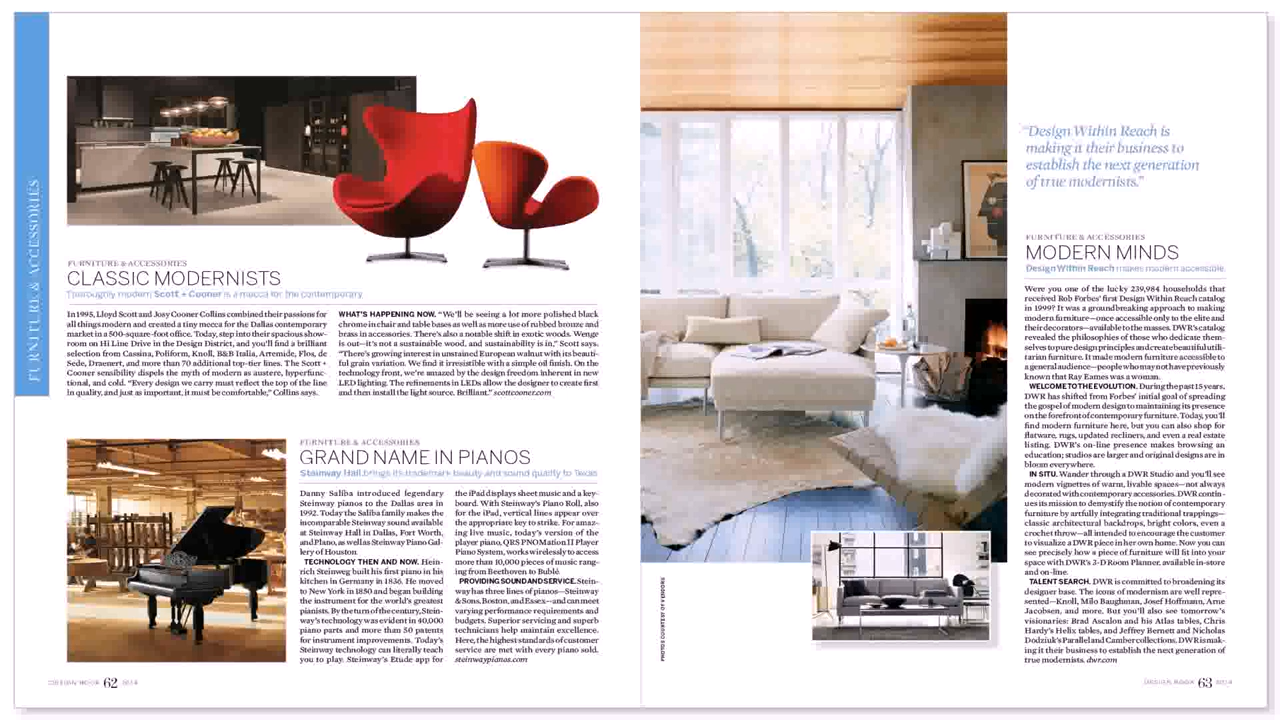 FURNITURE & ACCESSORIES
FURNITURE & ACCESSORIES
CLASSIC MODERNISTS
Thoroughly modern Scott + Cooner is a mecca for the contemporary.
In 1995, Lloyd Scott and Josy Cooner Collins combined their passions for
all things modern and created a tiny mecca for the Dallas contemporary
market in a 500-square-foot office. Today, step into their spacious show-
room on Hi Line Drive in the Design District, and you'll find a brilliant
selection from Cassina, Poliform, Knoll, B&B Italia, Artemide, Flos, de
Sede, Draenert, and more than 70 additional top-tier lines. The Scott +
Cooner sensibility dispels the myth of modern as austere, hyperfunc-
tional, and cold. "Every design we carry must reflect the top of the line
in quality, and just as important, it must be comfortable," Collins says.
WHAT'S HAPPENING NOW. "We'll be seeing a lot more polished black
chrome in chair and table bases as well as more use of rubbed bronze and
brass in accessories. There's also a notable shift in exotic woods. Wenge
is out—it's not a sustainable wood, and sustainability is in," Scott says.
"There's growing interest in unstained European walnut with its beauti-
ful grain variation. We find it irresistible with a simple oil finish. On the
technology front, we're amazed by the design freedom inherent in new
LED lighting. The refinements in LEDs allow the designer to create first
and then install the light source. Brilliant." scottcooner.com
FURNITURE & ACCESSORIES
GRAND NAME IN PIANOS
Steinway Hall brings its trademark beauty and sound quality to Texas.
Danny Saliba introduced legendary
Steinway pianos to the Dallas area in
1992. Today the Saliba family makes the
incomparable Steinway sound available
at Steinway Hall in Dallas, Fort Worth,
and Plano, as well as Steinway Piano Gal-
lery of Houston.
TECHNOLOGY THEN AND NOW. Hein-
rich Steinweg built his first piano in his
kitchen in Germany in 1836. He moved
to New York in 1850 and began building
the instrument for the world's greatest
pianists. By the turn of the century, Stein-
way's technology was evident in 40,000
piano parts and more than 50 patents
for instrument improvements. Today's
Steinway technology can literally teach
you to play. Steinway's Etude app for
the iPad displays sheet music and a key-
board. With Steinway's Piano Roll, also
for the iPad, vertical lines appear over
the appropriate key to strike. For amaz-
ing live music, today's version of the
player piano, QRS PNOMation II Player
Piano System, works wirelessly to access
more than 10,000 pieces of music rang-
ing from Beethoven to Bublé.
PROVIDING SOUND AND SERVICE. Stein-
way has three lines of pianos—Steinway
& Sons, Boston, and Essex—and can meet
varying performance requirements and
budgets. Superior servicing and superb
technicians help maintain excellence.
Here, the highest standards of customer
service are met with every piano sold.
steinwaypianos.com
62
PHOTOS COURTESY OF VENDORS
"Design Within Reach is
making it their business to
establish the next generation
of true modernists."
FURNITURE & ACCESSORIES
MODERN MINDS
Design Within Reach makes modern accessible.
Were you one of the lucky 239,984 households that
received Rob Forbes' first Design Within Reach catalog
in 1999? It was a groundbreaking approach to making
modern furniture—once accessible only to the elite and
their decorators—available to the masses. DWR's catalog
revealed the philosophies of those who dedicate them-
selves to pure design principles and create beautiful utili-
tarian furniture. It made modern furniture accessible to
a general audience—people who may not have previously
known that Ray Eames was a woman.
WELCOME TO THE EVOLUTION. During the past 15 years,
DWR has shifted from Forbes' initial goal of spreading
the gospel of modern design to maintaining its presence
on the forefront of contemporary furniture. Today, you'll
find modern furniture here, but you can also shop for
flatware, rugs, updated recliners, and even a real estate
listing. DWR's on-line presence makes browsing an
education; studios are larger and original designs are in
bloom everywhere.
IN SITU. Wander through a DWR Studio and you'll see
modern vignettes of warm, livable spaces—not always
decorated with contemporary accessories. DWR contin-
ues its mission to demystify the notion of contemporary
furniture by artfully integrating traditional trappings—
classic architectural backdrops, bright colors, even a
crochet throw—all intended to encourage the customer
to visualize a DWR piece in her own home. Now you can
see precisely how a piece of furniture will fit into your
space with DWR's 3-D Room Planner, available in-store
and on-line.
TALENT SEARCH. DWR is committed to broadening its
designer base. The icons of modernism are well repre-
sented—Knoll, Milo Baughman, Josef Hoffmann, Arne
Jacobsen, and more. But you'll also see tomorrow's
visionaries: Brad Ascalon and his Atlas tables, Chris
Hardy's Helix tables, and Jeffrey Bernett and Nicholas
Dodziuk's Parallel and Camber collections. DWR is mak-
ing it their business to establish the next generation of
true modernists. dwr.com
63